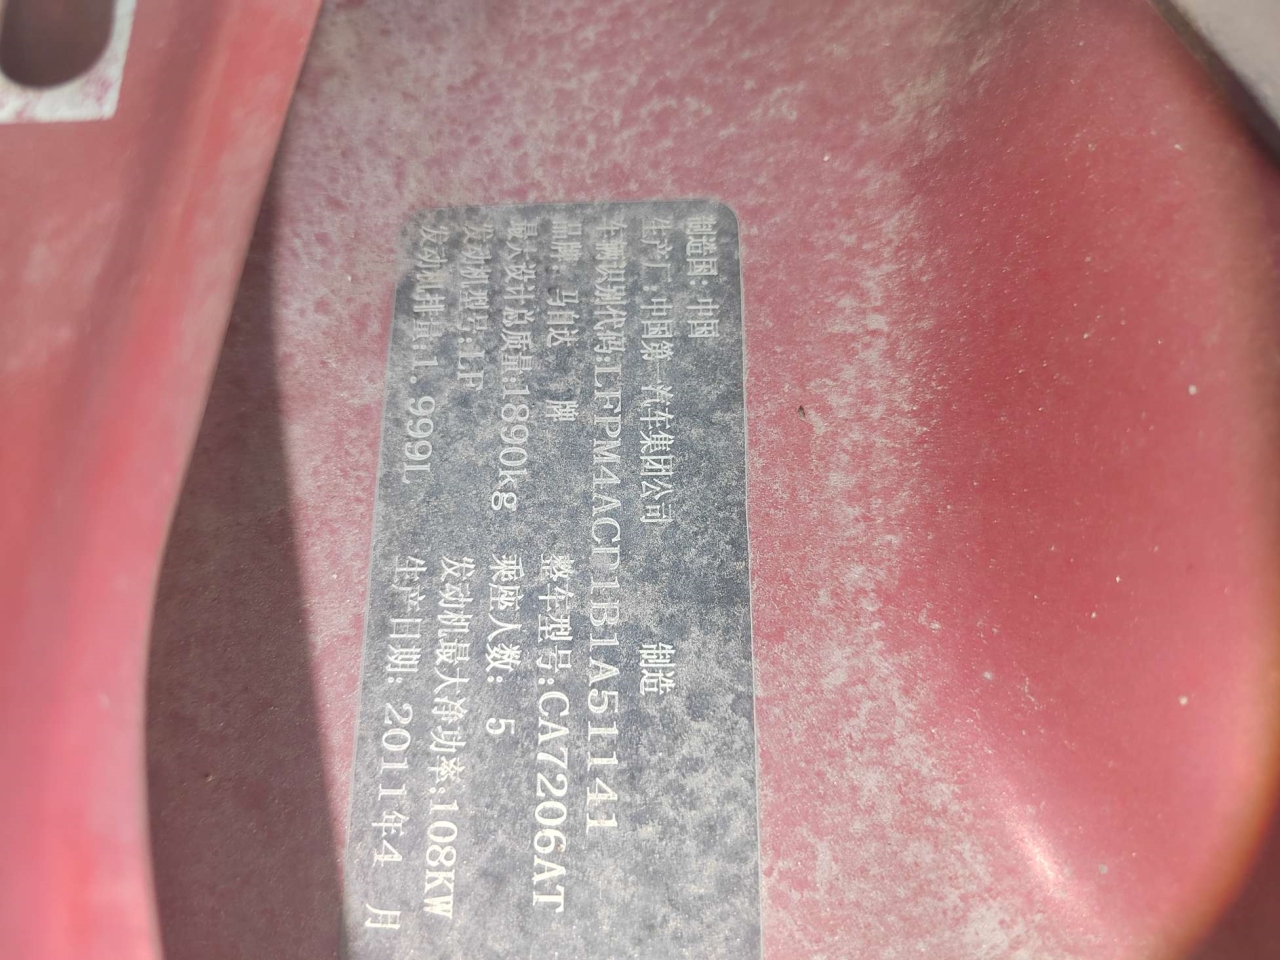 制造国：中国
生产厂：中国第一汽车集团公司 制造
车辆识别代码:LFPM4ACP1B1A51141
品牌：马自达 牌 整车型号:CA7206AT
最大设计总质量:1890kg 乘座人数：5
发动机型号:LF 发动机最大净功率:108KW
发动机排量:1.999L 生产日期：2011年4 月